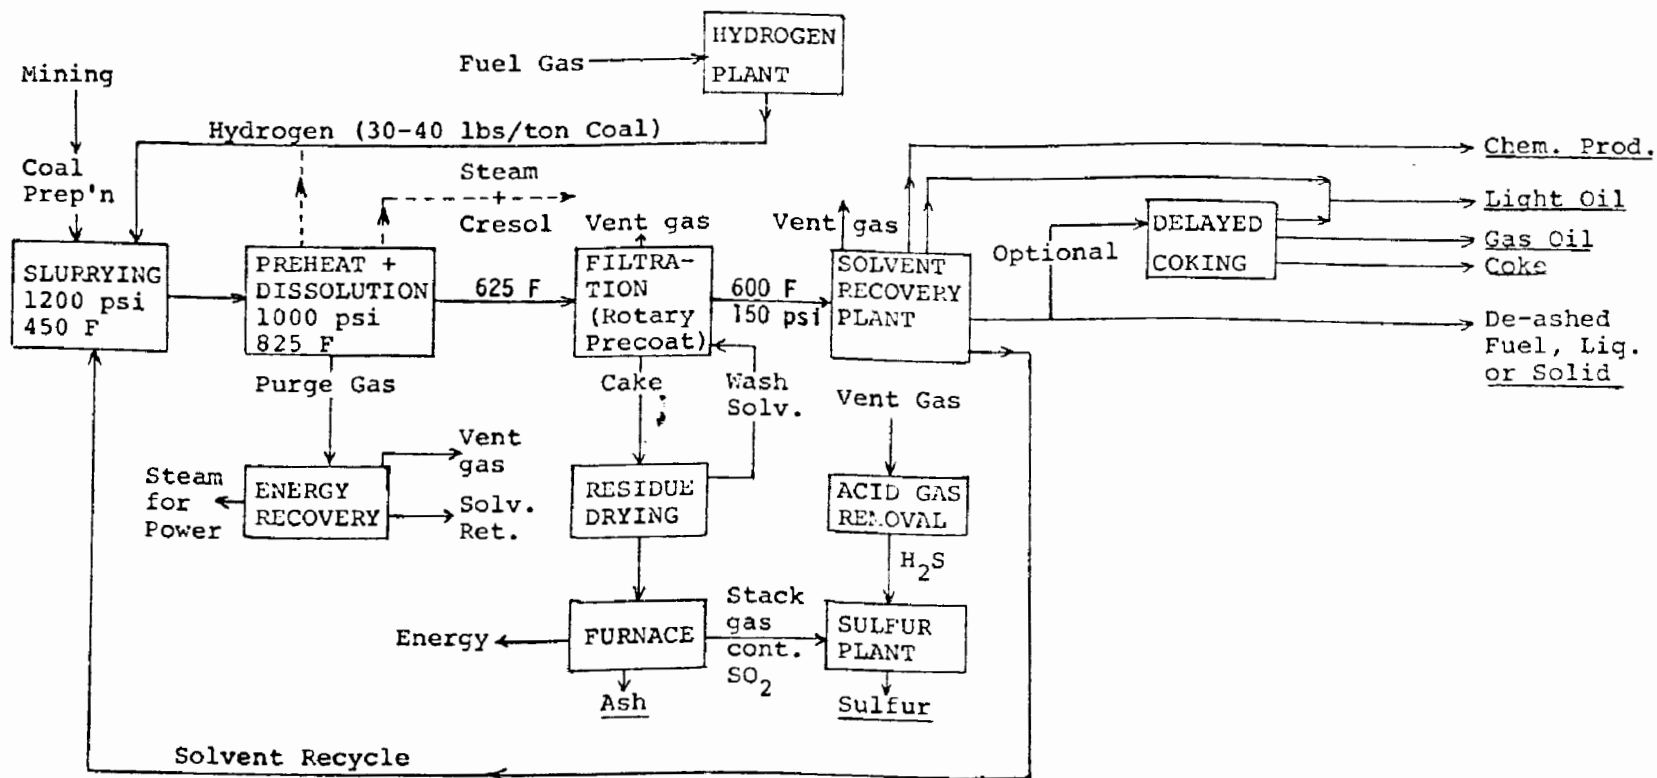 HYDROGEN
PLANT
Fuel Gas
Mining
Hydrogen (30-40 lbs/ton Coal)
Coal
Prep'n
Steam
+
Cresol
Chem. Prod.
Light Oil
Gas Oil
Coke
De-ashed
Fuel, Liq.
or Solid
SLURRYING
1200 psi
450 F
PREHEAT +
DISSOLUTION
1000 psi
825 F
625 F
Vent gas
FILTRA-
TION
(Rotary
Precoat)
600 F
150 psi
Vent
gas
SOLVENT
RECOVERY
PLANT
Optional
DELAYED
COKING
Purge Gas
Cake
Wash
Solv.
Vent Gas
Steam
for
Power
ENERGY
RECOVERY
Vent
gas
Solv.
Ret.
RESIDUE
DRYING
ACID GAS
REMOVAL
H2S
Energy
FURNACE
Stack
gas
cont.
SO2
SULFUR
PLANT
Ash
Sulfur
Solvent Recycle